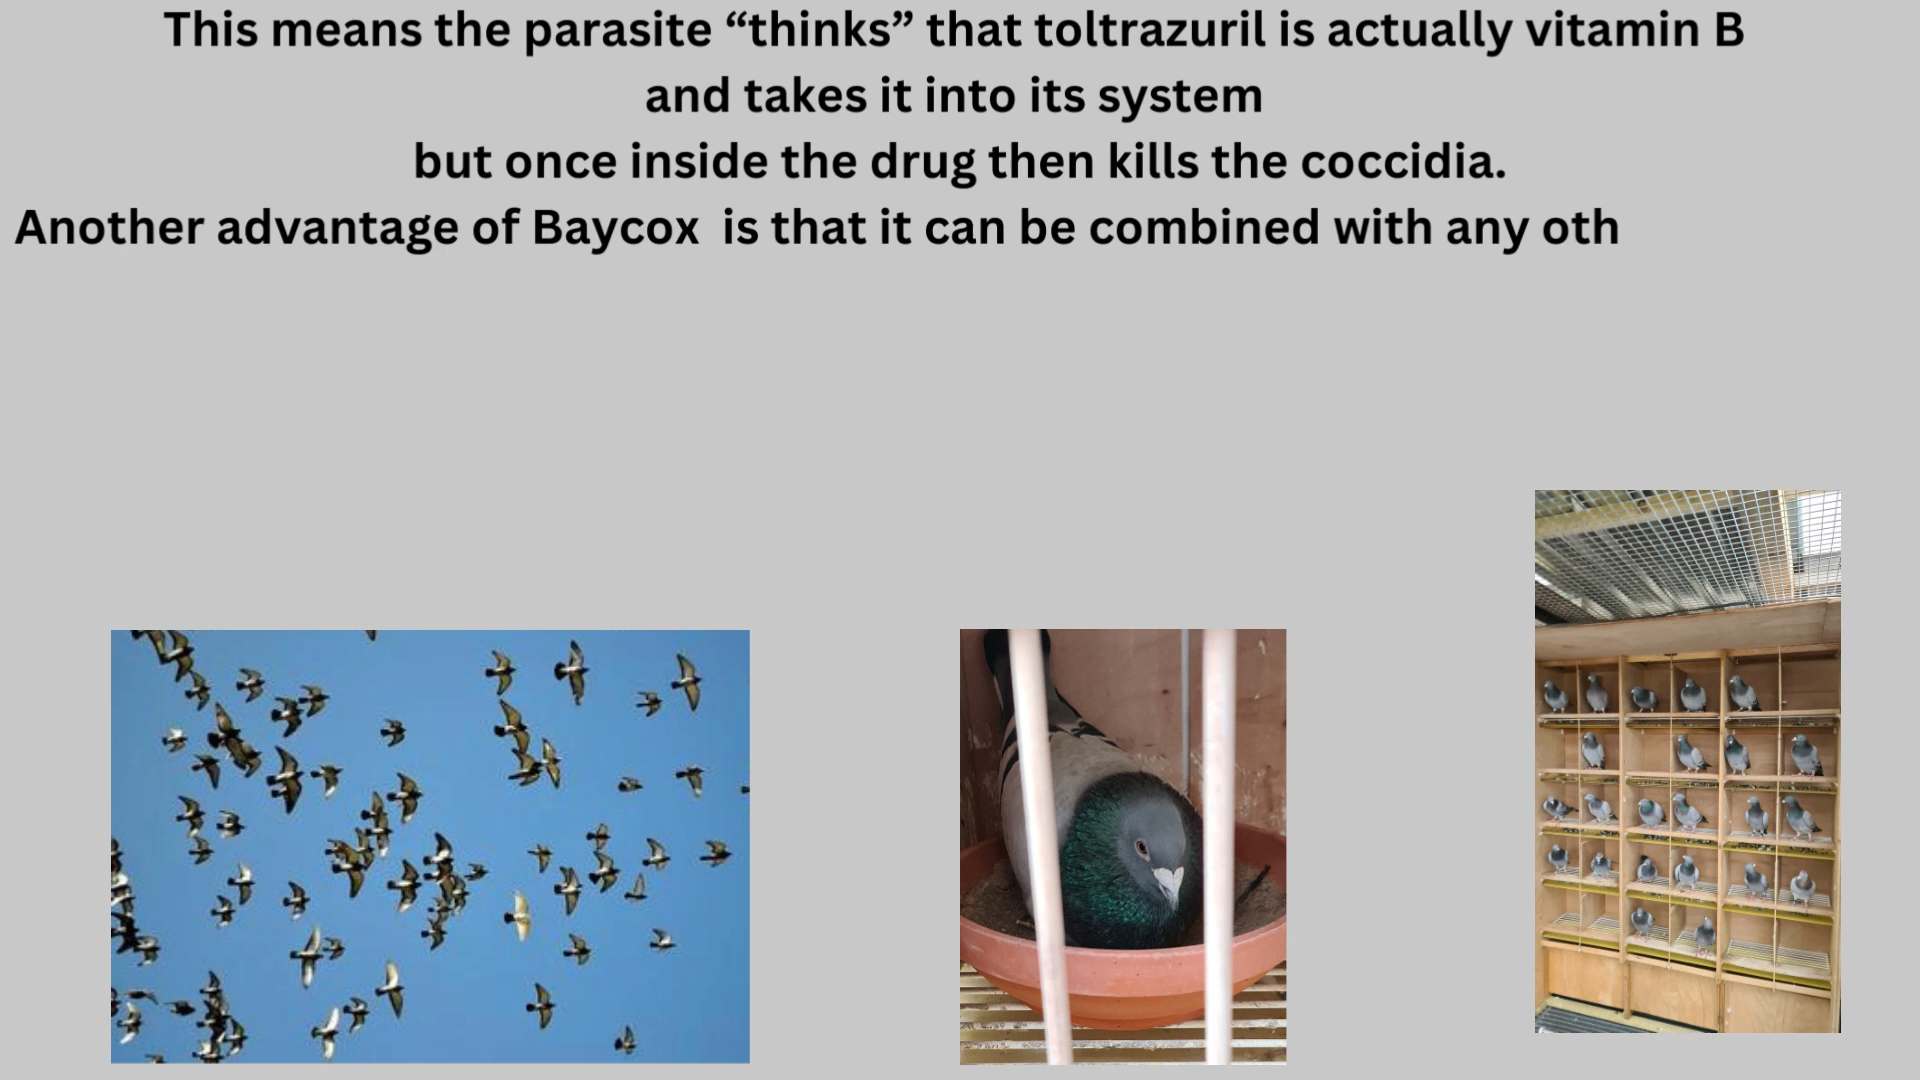 This means the parasite “thinks” that toltrazuril is actually vitamin B
and takes it into its system
but once inside the drug then kills the coccidia.
Another advantage of Baycox  is that it can be combined with any oth